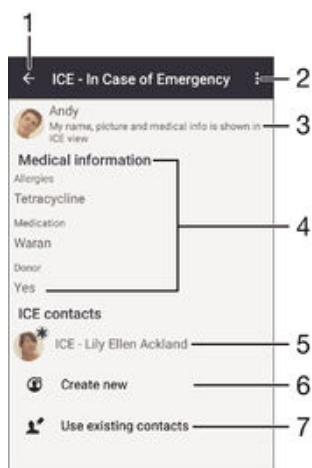 1
ICE - In Case of Emergency
2
Andy
My name, picture and medical info is shown in
ICE view
3
Medical information
Allergies
Tetracycline
Medication
Waran
4
Donor
Yes
ICE contacts
ICE - Lily Ellen Ackland
5
Create new
6
Use existing contacts
7